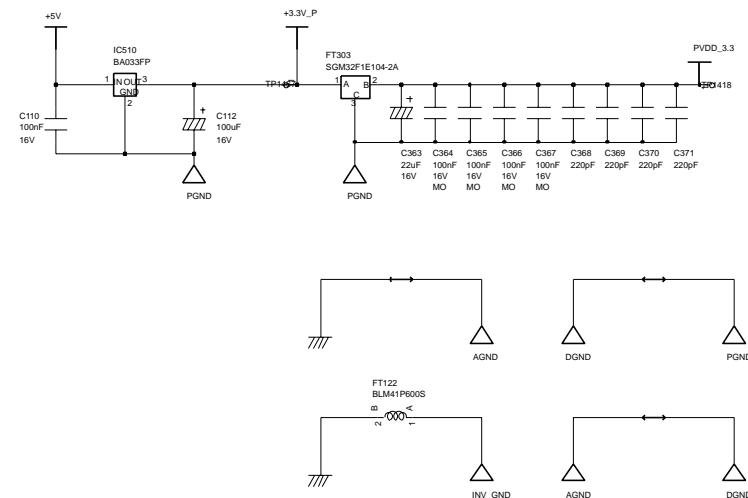 +5V
+3.3V_P
IC510
BA033FP
FT303
SGM32F1E104-2A
PVDD_3.3
1 IN OUT 3
GND
2
1 A B 2
C
3
TP1418
C110
100nF
16V
C112
100uF
16V
C363
22uF
16V
C364
100nF
16V
MO
C365
100nF
16V
MO
C366
100nF
16V
MO
C367
100nF
16V
MO
C368
220pF
C369
220pF
C370
220pF
C371
220pF
PGND
PGND
AGND
DGND
PGND
FT122
BLM41P600S
B
A
2
1
INV_GND
AGND
DGND